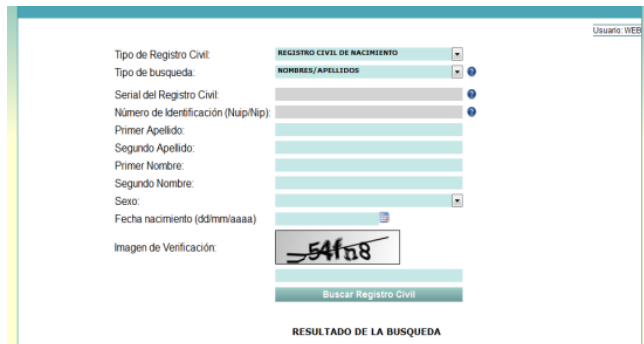 Usuario: WEB
Tipo de Registro Civil: REGISTRO CIVIL DE NACIMIENTO
Tipo de busqueda: NOMBRES/APELLIDOS
Serial del Registro Civil:
Número de Identificación (Nuip/Nip):
Primer Apellido:
Segundo Apellido:
Primer Nombre:
Segundo Nombre:
Sexo:
Fecha nacimiento (dd/mm/aaaa)
Imagen de Verificación: 54fn8
Buscar Registro Civil
RESULTADO DE LA BUSQUEDA